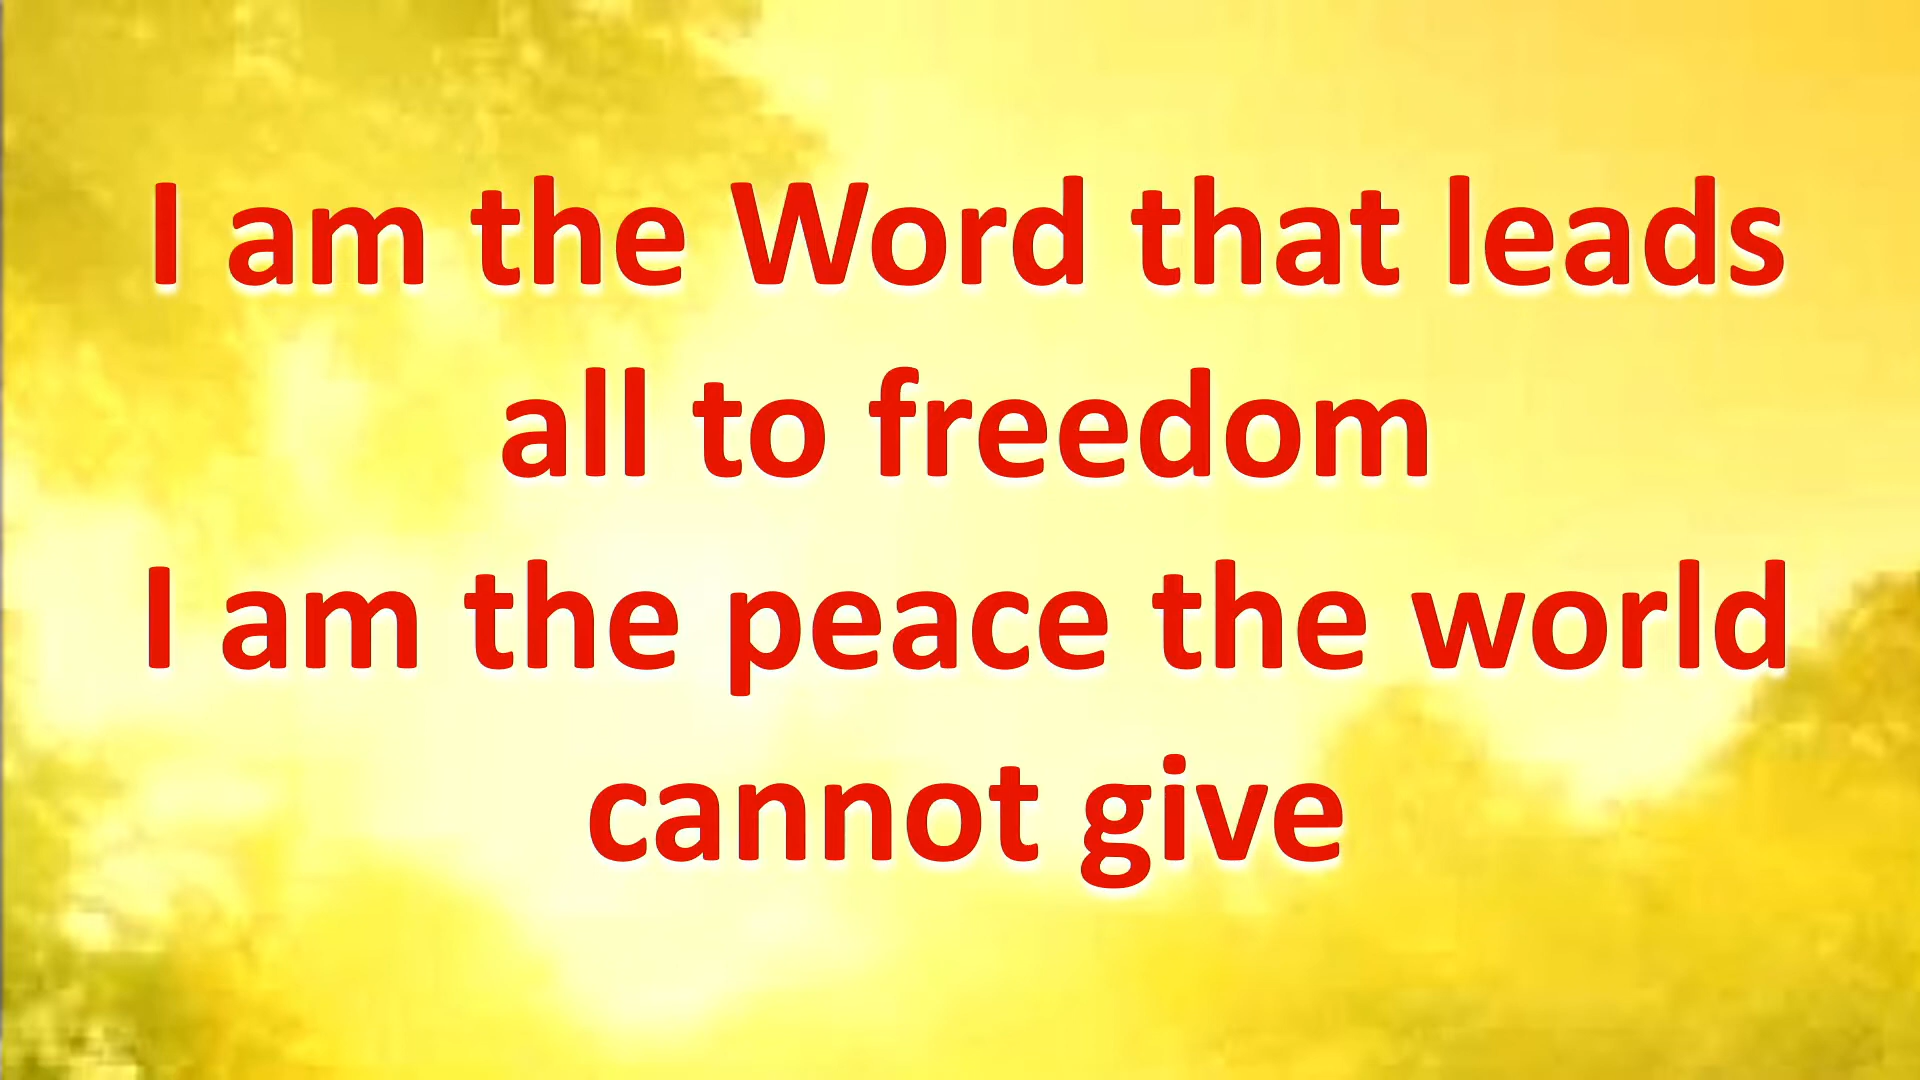 I am the Word that leads
all to freedom
I am the peace the world
cannot give